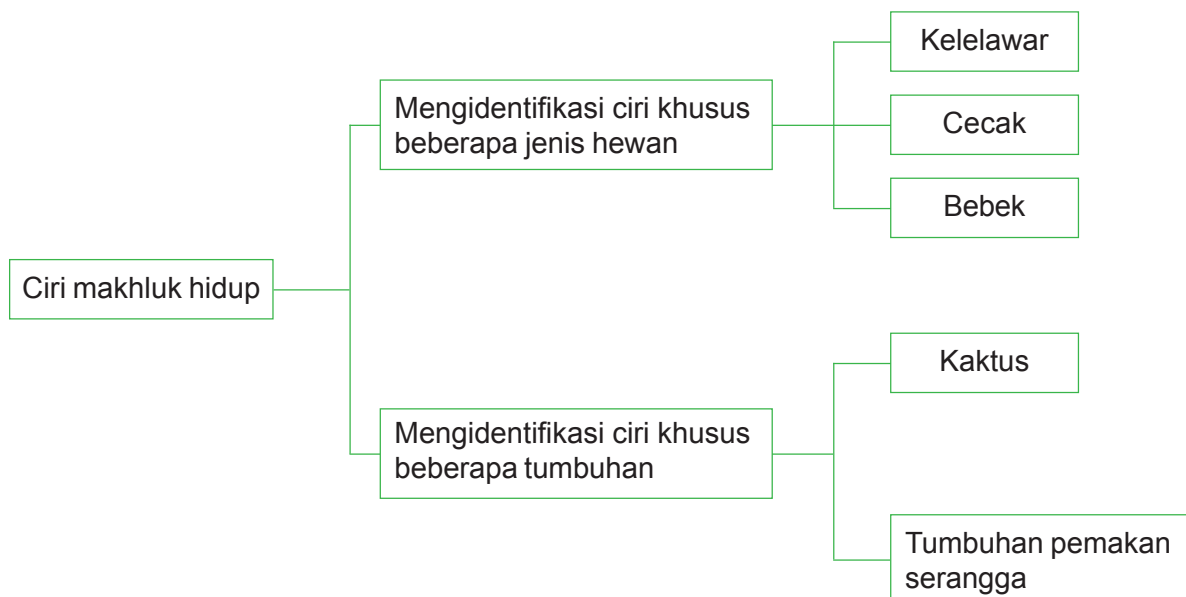 Ciri makhluk hidup
Mengidentifikasi ciri khusus
beberapa jenis hewan
Kelelawar
Cecak
Bebek
Mengidentifikasi ciri khusus
beberapa tumbuhan
Kaktus
Tumbuhan pemakan
serangga